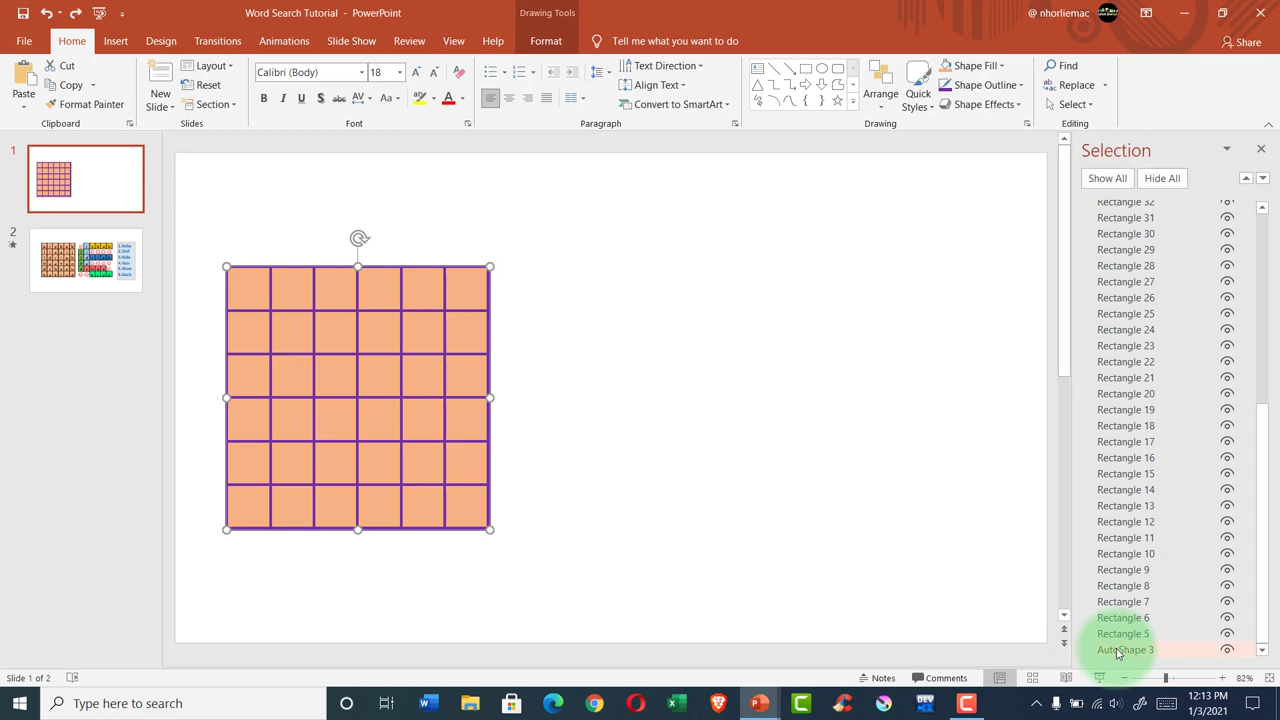 Word Search Tutorial - PowerPoint
Drawing Tools
@ nhorliemac
File Home Insert Design Transitions Animations Slide Show Review View Help Format Tell me what you want to do Share
Paste
Cut
Copy
Format Painter
Clipboard
New Slide
Layout
Reset
Section
Slides
Calibri (Body) 18
B I U S abc AV Aa A
Font
Text Direction
Align Text
Convert to SmartArt
Paragraph
Arrange
Quick Styles
Shape Fill
Shape Outline
Shape Effects
Drawing
Find
Replace
Select
Editing
1
2
Selection
Show All Hide All
Rectangle 32
Rectangle 31
Rectangle 30
Rectangle 29
Rectangle 28
Rectangle 27
Rectangle 26
Rectangle 25
Rectangle 24
Rectangle 23
Rectangle 22
Rectangle 21
Rectangle 20
Rectangle 19
Rectangle 18
Rectangle 17
Rectangle 16
Rectangle 15
Rectangle 14
Rectangle 13
Rectangle 12
Rectangle 11
Rectangle 10
Rectangle 9
Rectangle 8
Rectangle 7
Rectangle 6
Rectangle 5
AutoShape 3
Slide 1 of 2
Notes Comments 82%
Type here to search
12:13 PM
1/3/2021